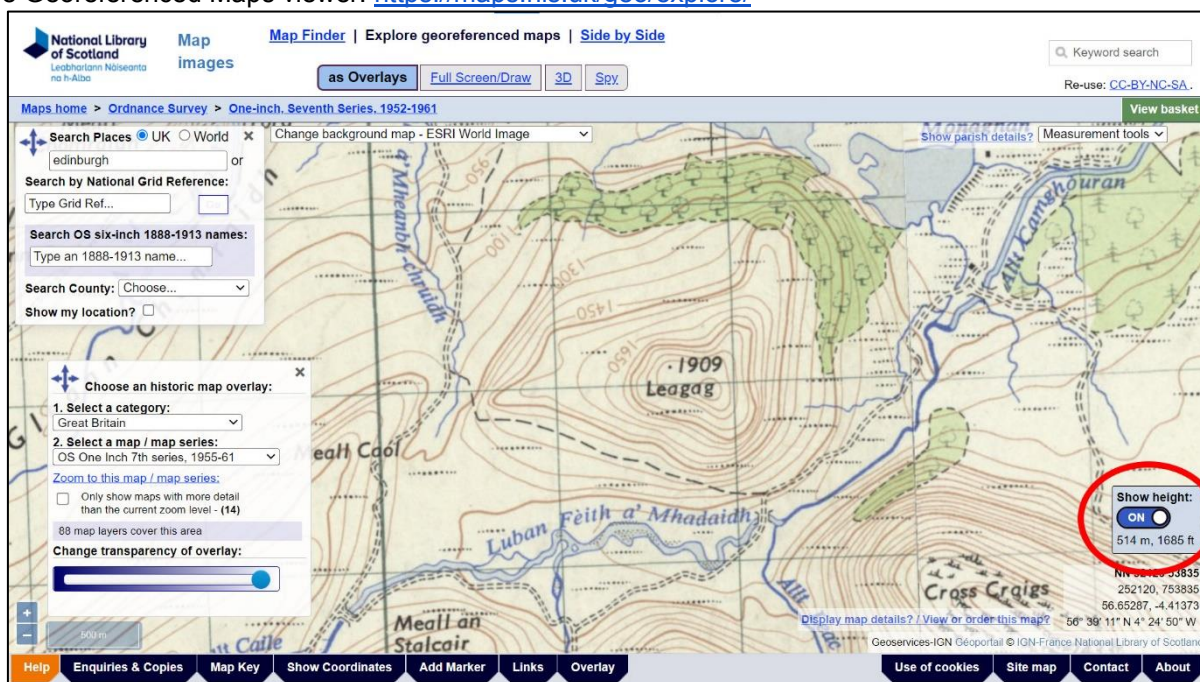 Georeferenced Maps viewer: https://maps.nls.uk/geo/explore/
National Library
of Scotland
Leabharlann Nàiseanta
na h-Alba
Map
images
Map Finder | Explore georeferenced maps | Side by Side
as Overlays Full Screen/Draw 3D Spy
Keyword search
Re-use: CC-BY-NC-SA .
Maps home > Ordnance Survey > One-inch, Seventh Series, 1952-1961
View basket
Search Places UK World ×
edinburgh or
Search by National Grid Reference:
Type Grid Ref...
Search OS six-inch 1888-1913 names:
Type an 1888-1913 name...
Search County: Choose...
Show my location?
Change background map - ESRI World Image
Show parish details? Measurement tools
a' Mheanbh-chruidh
950
1100
1300
1450
1650
·1909
Leagag
Allt Camghouran
Meall Caol
Luban Fèith a' Mhadaidh
Cross Craigs
Meall an
Stalcair
Allt
Choose an historic map overlay: ×
1. Select a category:
Great Britain
2. Select a map / map series:
OS One Inch 7th series, 1955-61
Zoom to this map / map series:
Only show maps with more detail
than the current zoom level - (14)
88 map layers cover this area
Change transparency of overlay:
+
−
500 m
Show height:
ON
514 m, 1685 ft
252120, 753835
56.65287, -4.41373
56° 39' 11" N 4° 24' 50" W
Display map details? / View or order this map?
Geoservices-IGN Géoportail © IGN-France National Library of Scotland
Help Enquiries & Copies Map Key Show Coordinates Add Marker Links Overlay
Use of cookies Site map Contact About